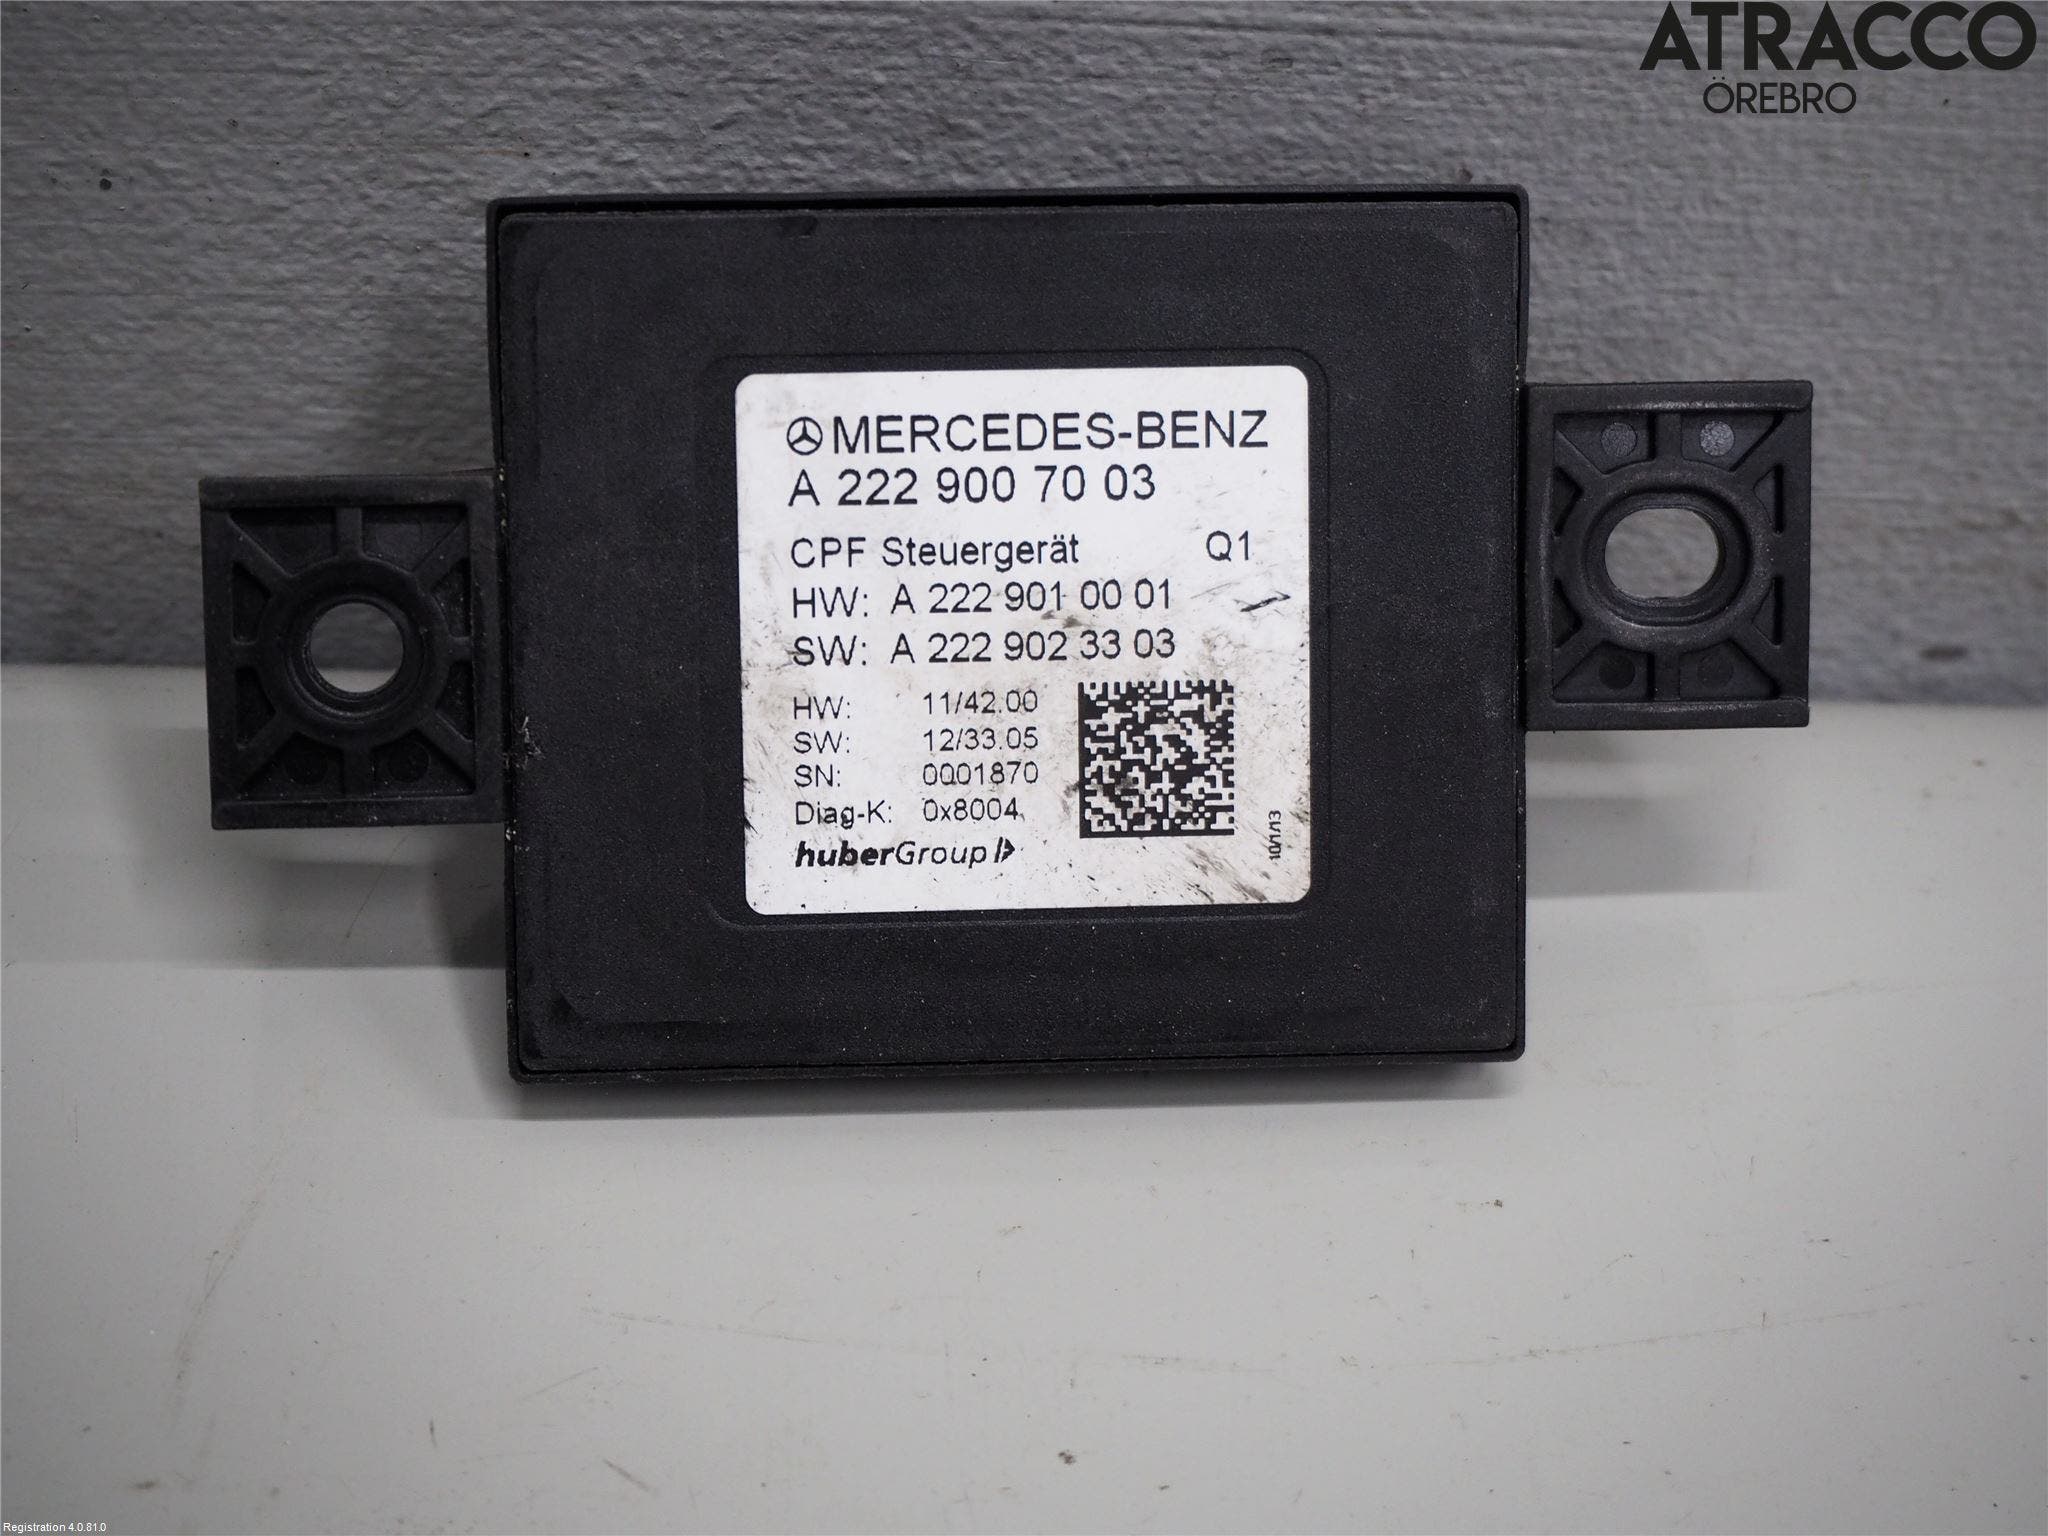 ATRACCO
ÖREBRO
MERCEDES-BENZ
A 222 900 70 03
CPF Steuergerät Q1
HW: A 222 901 00 01
SW: A 222 902 33 03
HW: 11/42.00
SW: 12/33.05
SN: 0001870
Diag-K: 0x8004
huberGroup
10/1/13
Registration 4.0.81.0